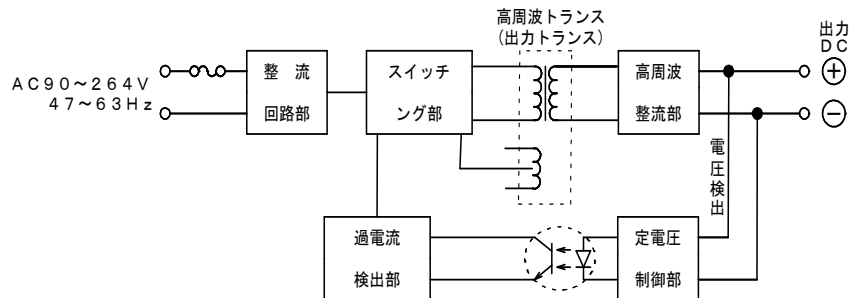 高周波トランス
(出力トランス)
出力
DC
AC90～264V
47～63Hz
整 流
回路部
スイッチ
ング部
高周波
整流部
+
−
電圧検出
過電流
検出部
定電圧
制御部